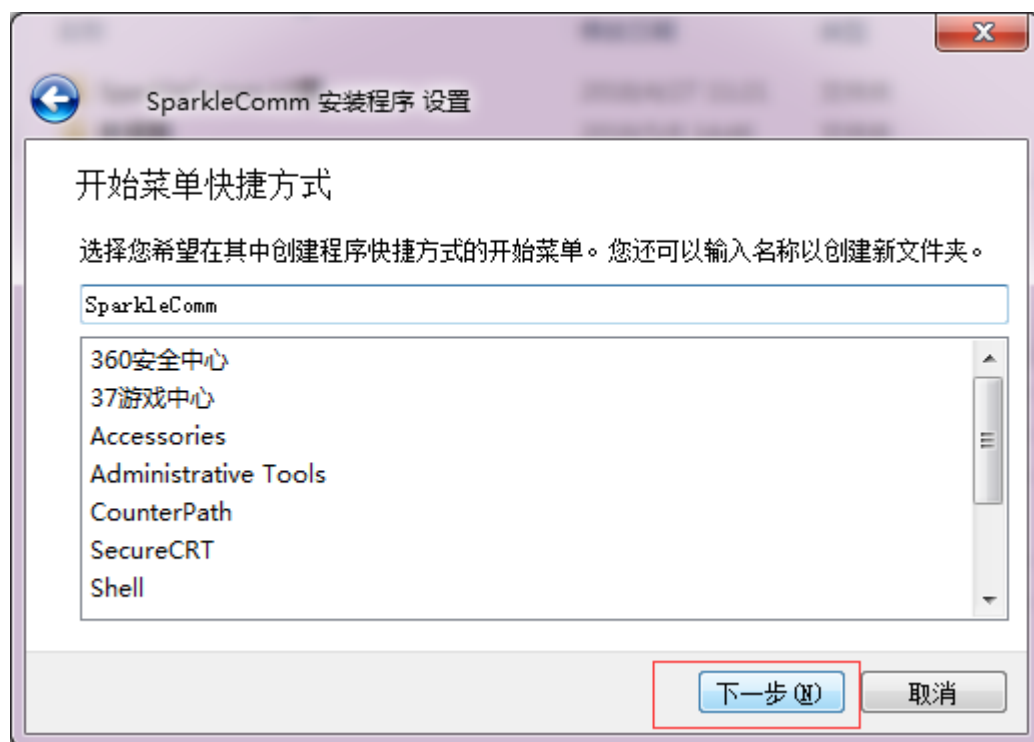 SparkleComm 安装程序 设置
开始菜单快捷方式
选择您希望在其中创建程序快捷方式的开始菜单。您还可以输入名称以创建新文件夹。
SparkleComm
360安全中心
37游戏中心
Accessories
Administrative Tools
CounterPath
SecureCRT
Shell
下一步(N)
取消